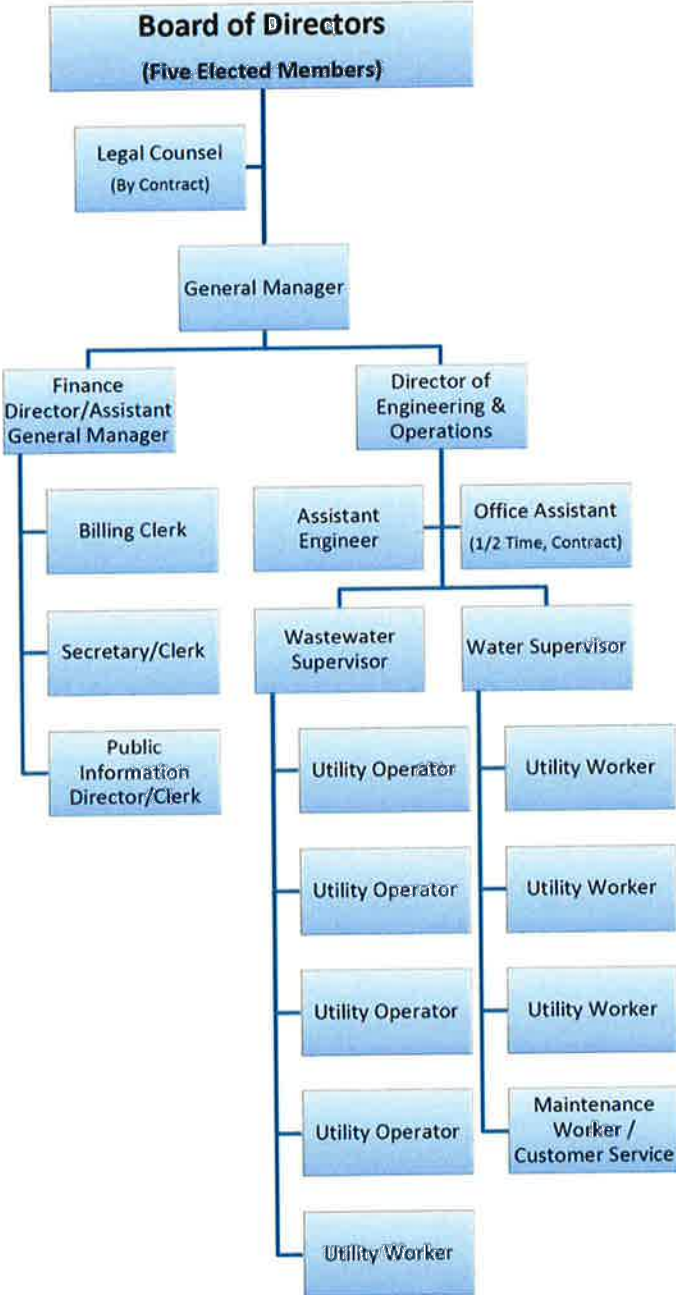 Board of Directors
(Five Elected Members)
Legal Counsel
(By Contract)
General Manager
Finance
Director/Assistant
General Manager
Director of
Engineering &
Operations
Billing Clerk
Secretary/Clerk
Public
Information
Director/Clerk
Assistant
Engineer
Office Assistant
(1/2 Time, Contract)
Wastewater
Supervisor
Water Supervisor
Utility Operator
Utility Operator
Utility Operator
Utility Operator
Utility Worker
Utility Worker
Utility Worker
Utility Worker
Maintenance
Worker /
Customer Service